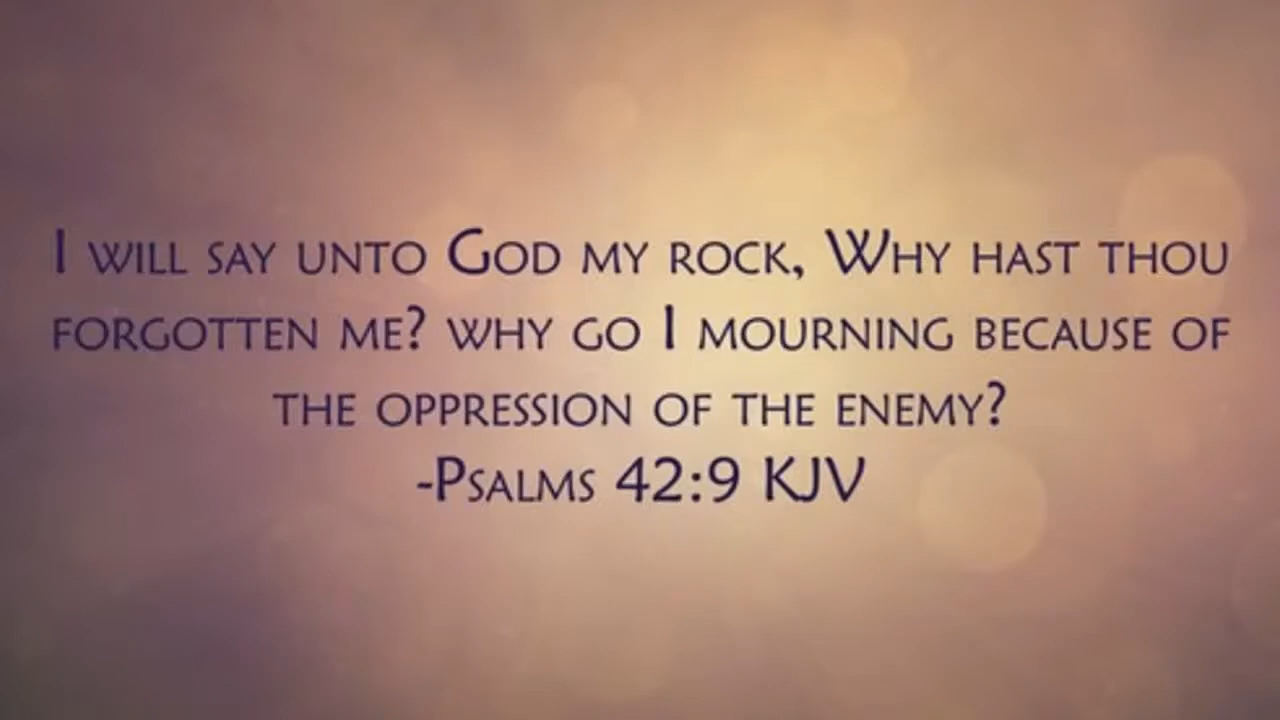 I will say unto God my rock, Why hast thou
forgotten me? why go I mourning because of
the oppression of the enemy?
-Psalms 42:9 KJV